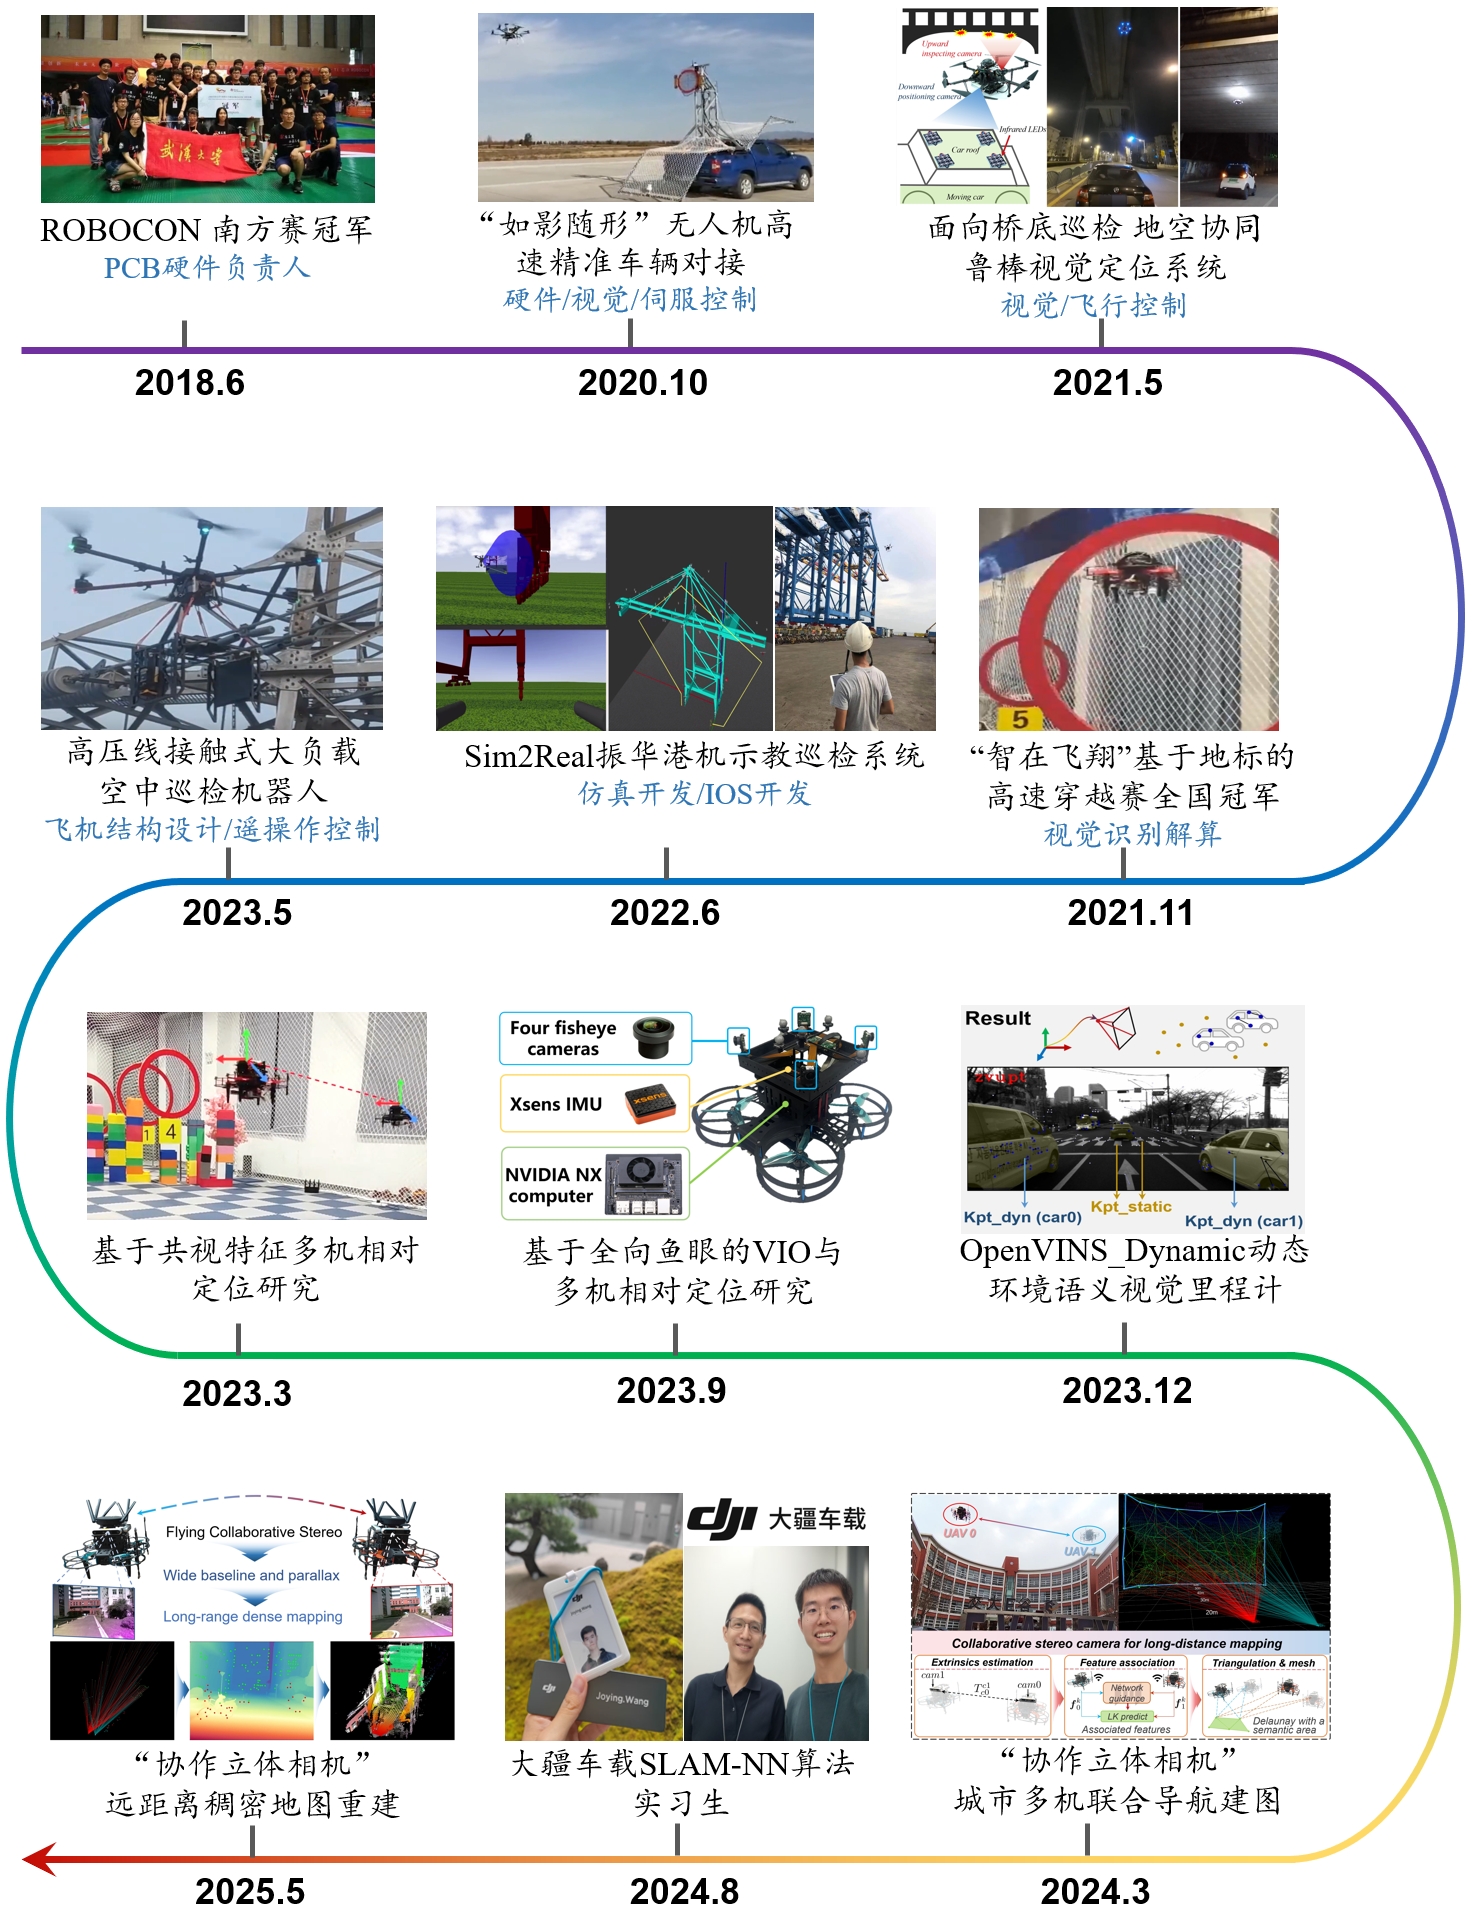 武汉大学
冠军
ROBOCON 南方赛冠军
PCB硬件负责人
2018.6
“如影随形”无人机高
速精准车辆对接
硬件/视觉/伺服控制
2020.10
Upward
inspecting camera
Downward
positioning camera
Infrared LEDs
Car roof
Moving car
面向桥底巡检 地空协同
鲁棒视觉定位系统
视觉/飞行控制
2021.5
5
“智在飞翔”基于地标的
高速穿越赛全国冠军
视觉识别解算
2021.11
Sim2Real振华港机示教巡检系统
仿真开发/IOS开发
2022.6
高压线接触式大负载
空中巡检机器人
飞机结构设计/遥操作控制
2023.5
1 4
基于共视特征多机相对
定位研究
2023.3
Four fisheye
cameras
Xsens IMU
xsens
NVIDIA NX
computer
基于全向鱼眼的VIO与
多机相对定位研究
2023.9
Result
zvupt
Kpt_dyn (car0)
Kpt_static
Kpt_dyn (car1)
OpenVINS_Dynamic动态
环境语义视觉里程计
2023.12
UAV 0
UAV 1
20m
Collaborative stereo camera for long-distance mapping
Extrinsics estimation
cam1
cam0
Feature association
Network
guidance
LK predict
Associated features
Triangulation & mesh
Delaunay with a
semantic area
“协作立体相机”
城市多机联合导航建图
2024.3
dji 大疆车载
dji
Joying.Wang
大疆车载SLAM-NN算法
实习生
2024.8
Flying Collaborative Stereo
Wide baseline and parallax
Long-range dense mapping
“协作立体相机”
远距离稠密地图重建
2025.5